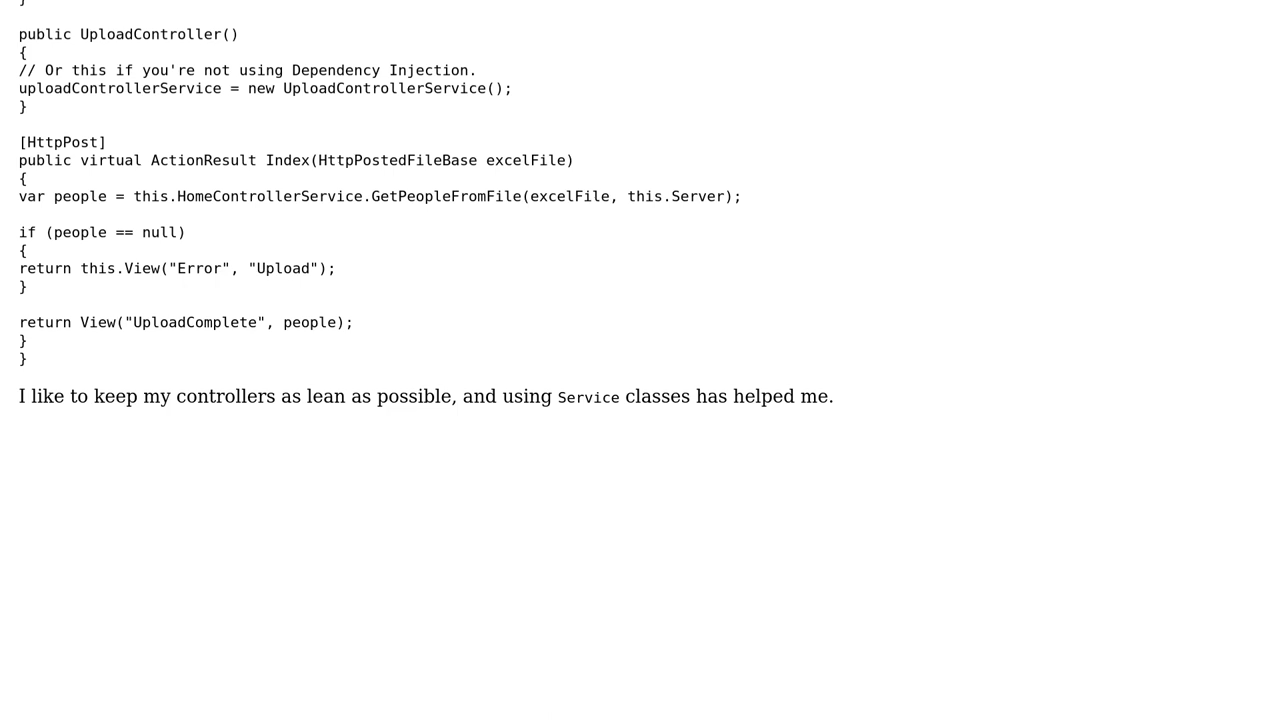 }
public UploadController()
{
// Or this if you're not using Dependency Injection.
uploadControllerService = new UploadControllerService();
}
[HttpPost]
public virtual ActionResult Index(HttpPostedFileBase excelFile)
{
var people = this.HomeControllerService.GetPeopleFromFile(excelFile, this.Server);
if (people == null)
{
return this.View("Error", "Upload");
}
return View("UploadComplete", people);
}
}
I like to keep my controllers as lean as possible, and using Service classes has helped me.